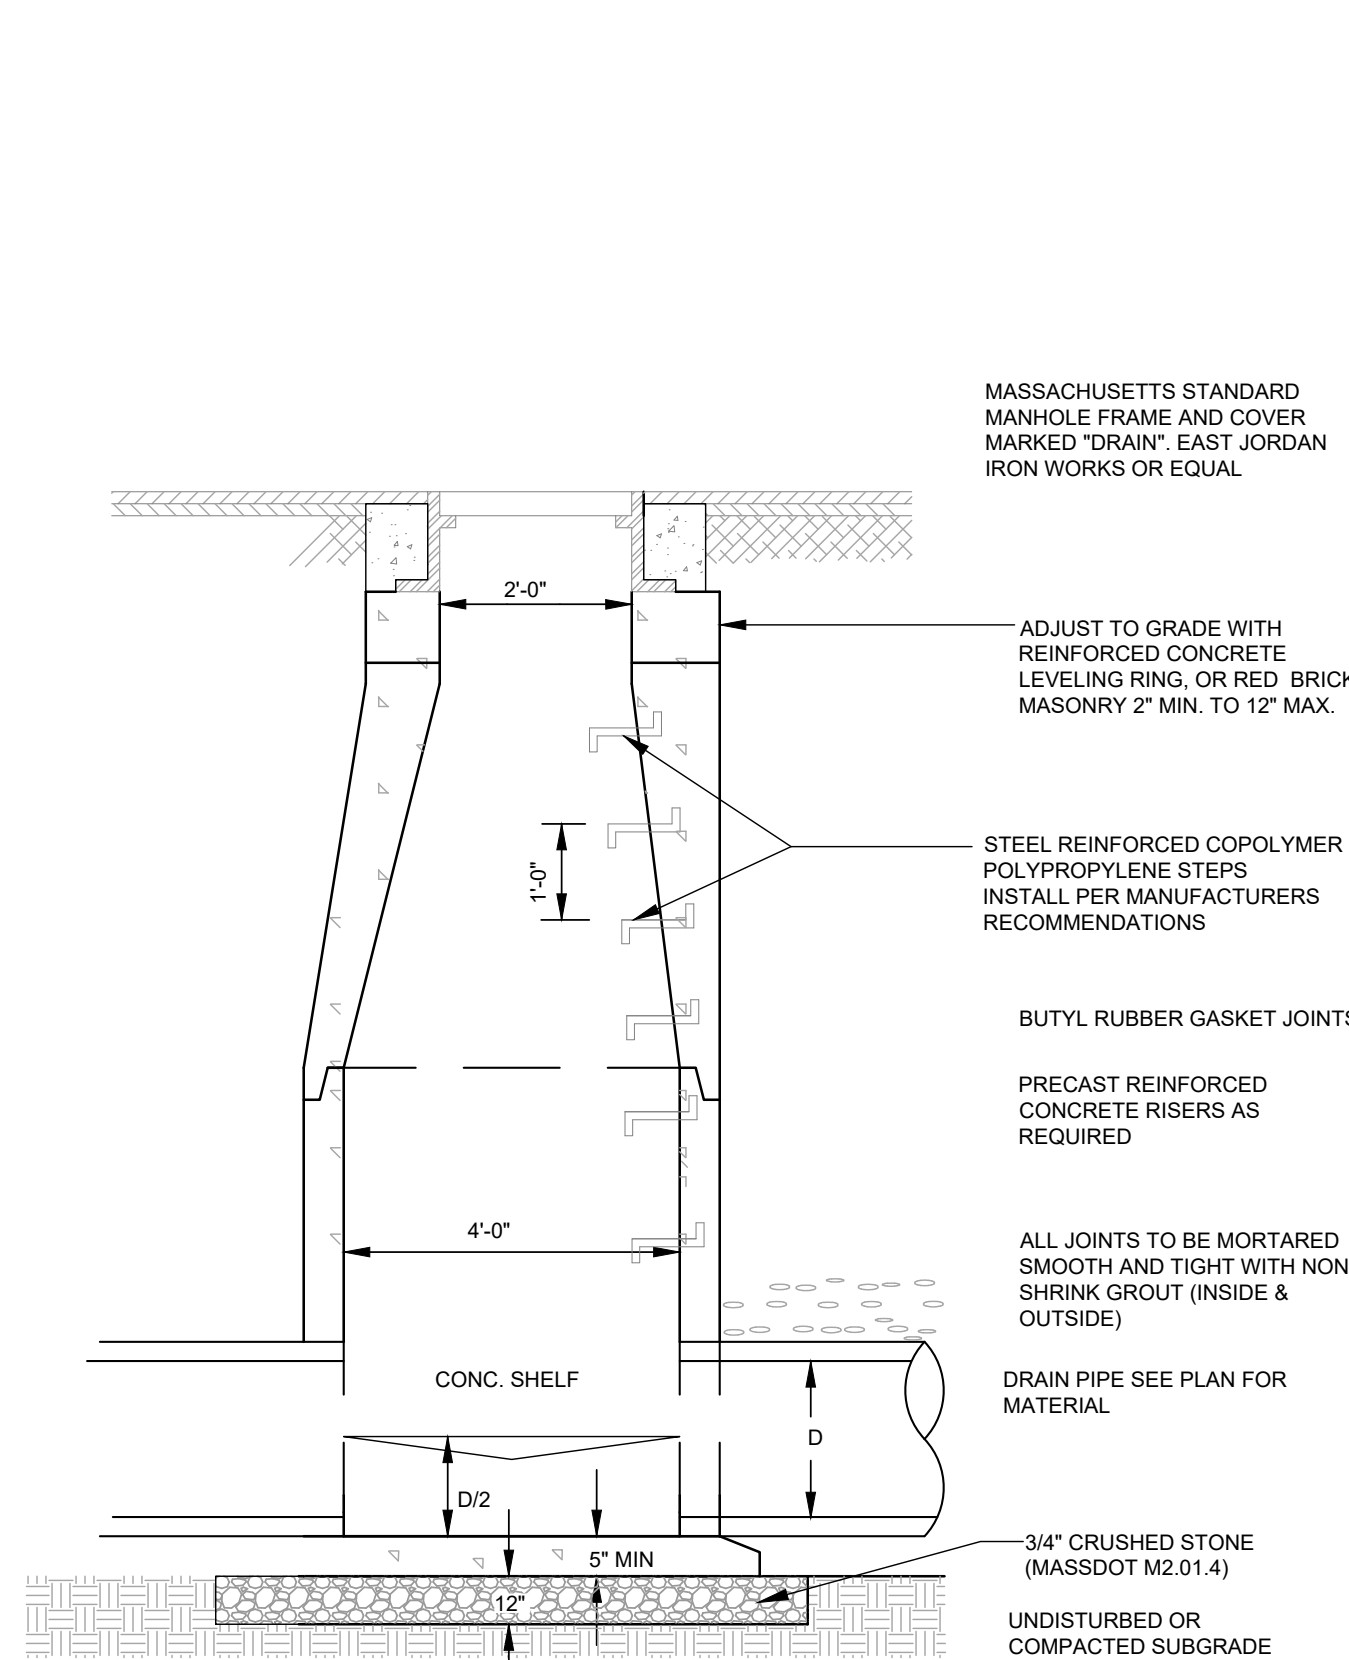 MASSACHUSETTS STANDARD
MANHOLE FRAME AND COVER
MARKED "DRAIN". EAST JORDAN
IRON WORKS OR EQUAL
2'-0"
ADJUST TO GRADE WITH
REINFORCED CONCRETE
LEVELING RING, OR RED BRICK
MASONRY 2" MIN. TO 12" MAX.
1'-0"
STEEL REINFORCED COPOLYMER
POLYPROPYLENE STEPS
INSTALL PER MANUFACTURERS
RECOMMENDATIONS
BUTYL RUBBER GASKET JOINTS
PRECAST REINFORCED
CONCRETE RISERS AS
REQUIRED
4'-0"
ALL JOINTS TO BE MORTARED
SMOOTH AND TIGHT WITH NON
SHRINK GROUT (INSIDE &
OUTSIDE)
CONC. SHELF
DRAIN PIPE SEE PLAN FOR
MATERIAL
D
D/2
5" MIN
3/4" CRUSHED STONE
(MASSDOT M2.01.4)
12"
UNDISTURBED OR
COMPACTED SUBGRADE